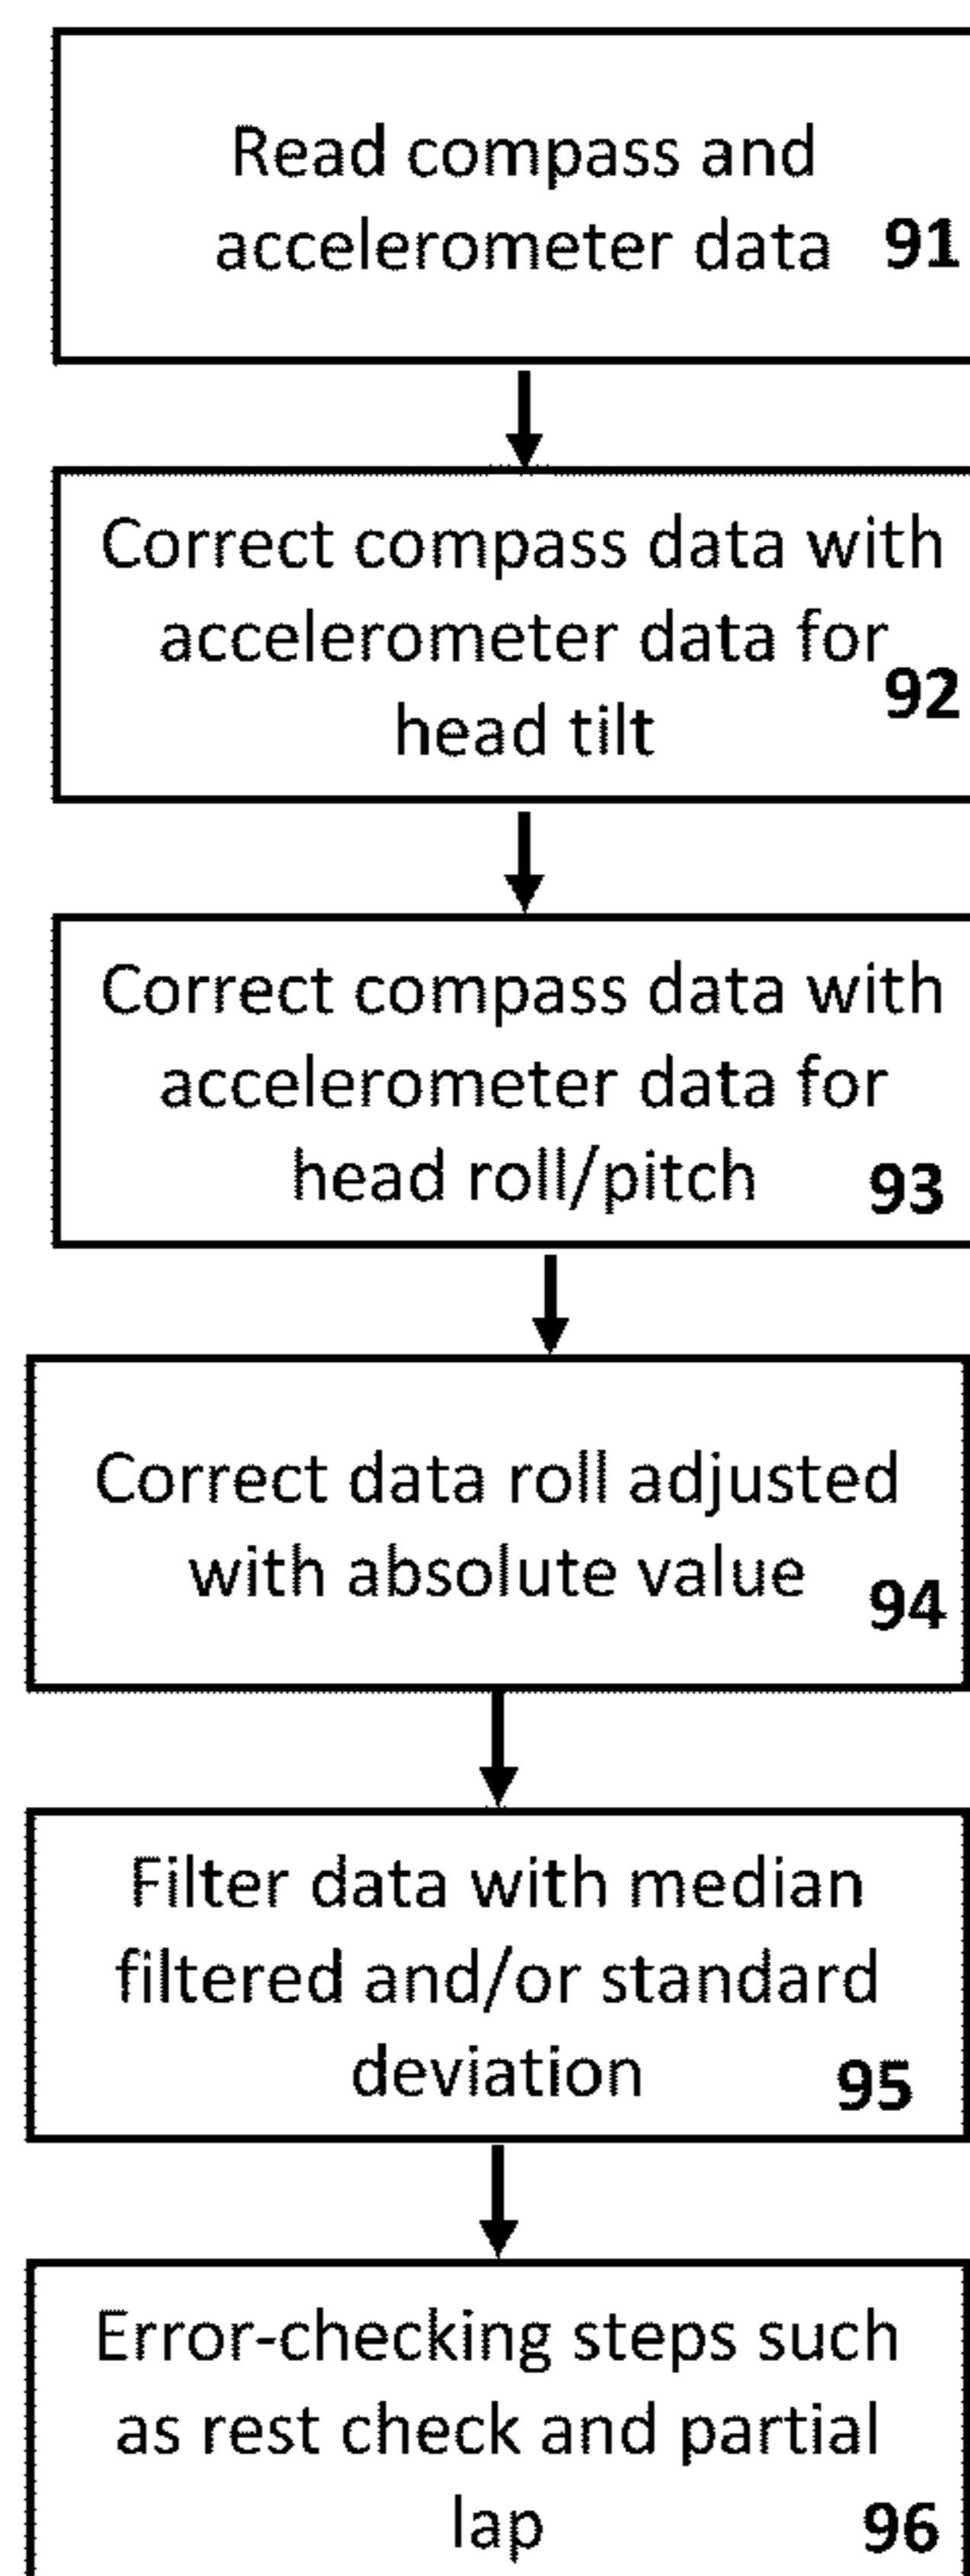 Read compass and
accelerometer data 91
Correct compass data with
accelerometer data for
92
head tilt
Correct compass data with
accelerometer data for
head roll/pitch 93
Correct data roll adjusted
with absolute value
94
Filter data with median
filtered and/or standard
deviation 95
Error-checking steps such
as rest check and partial
lap 96